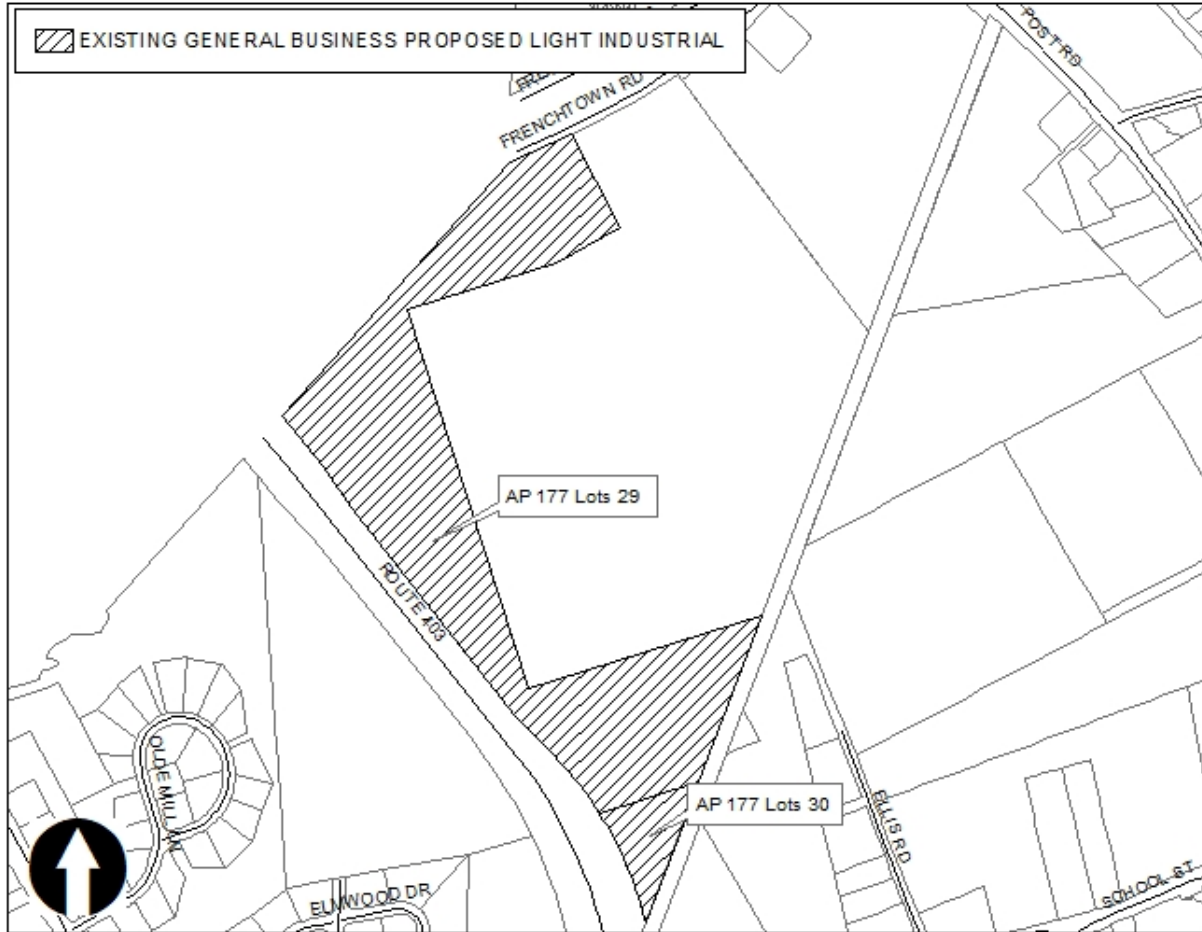 EXISTING GENERAL BUSINESS PROPOSED LIGHT INDUSTRIAL
POST RD
FRENCHTOWN RD
AP 177 Lots 29
ROUTE 403
OLDE MILL LN
AP 177 Lots 30
ELLIS RD
ELMWOOD DR
SCHOOL ST